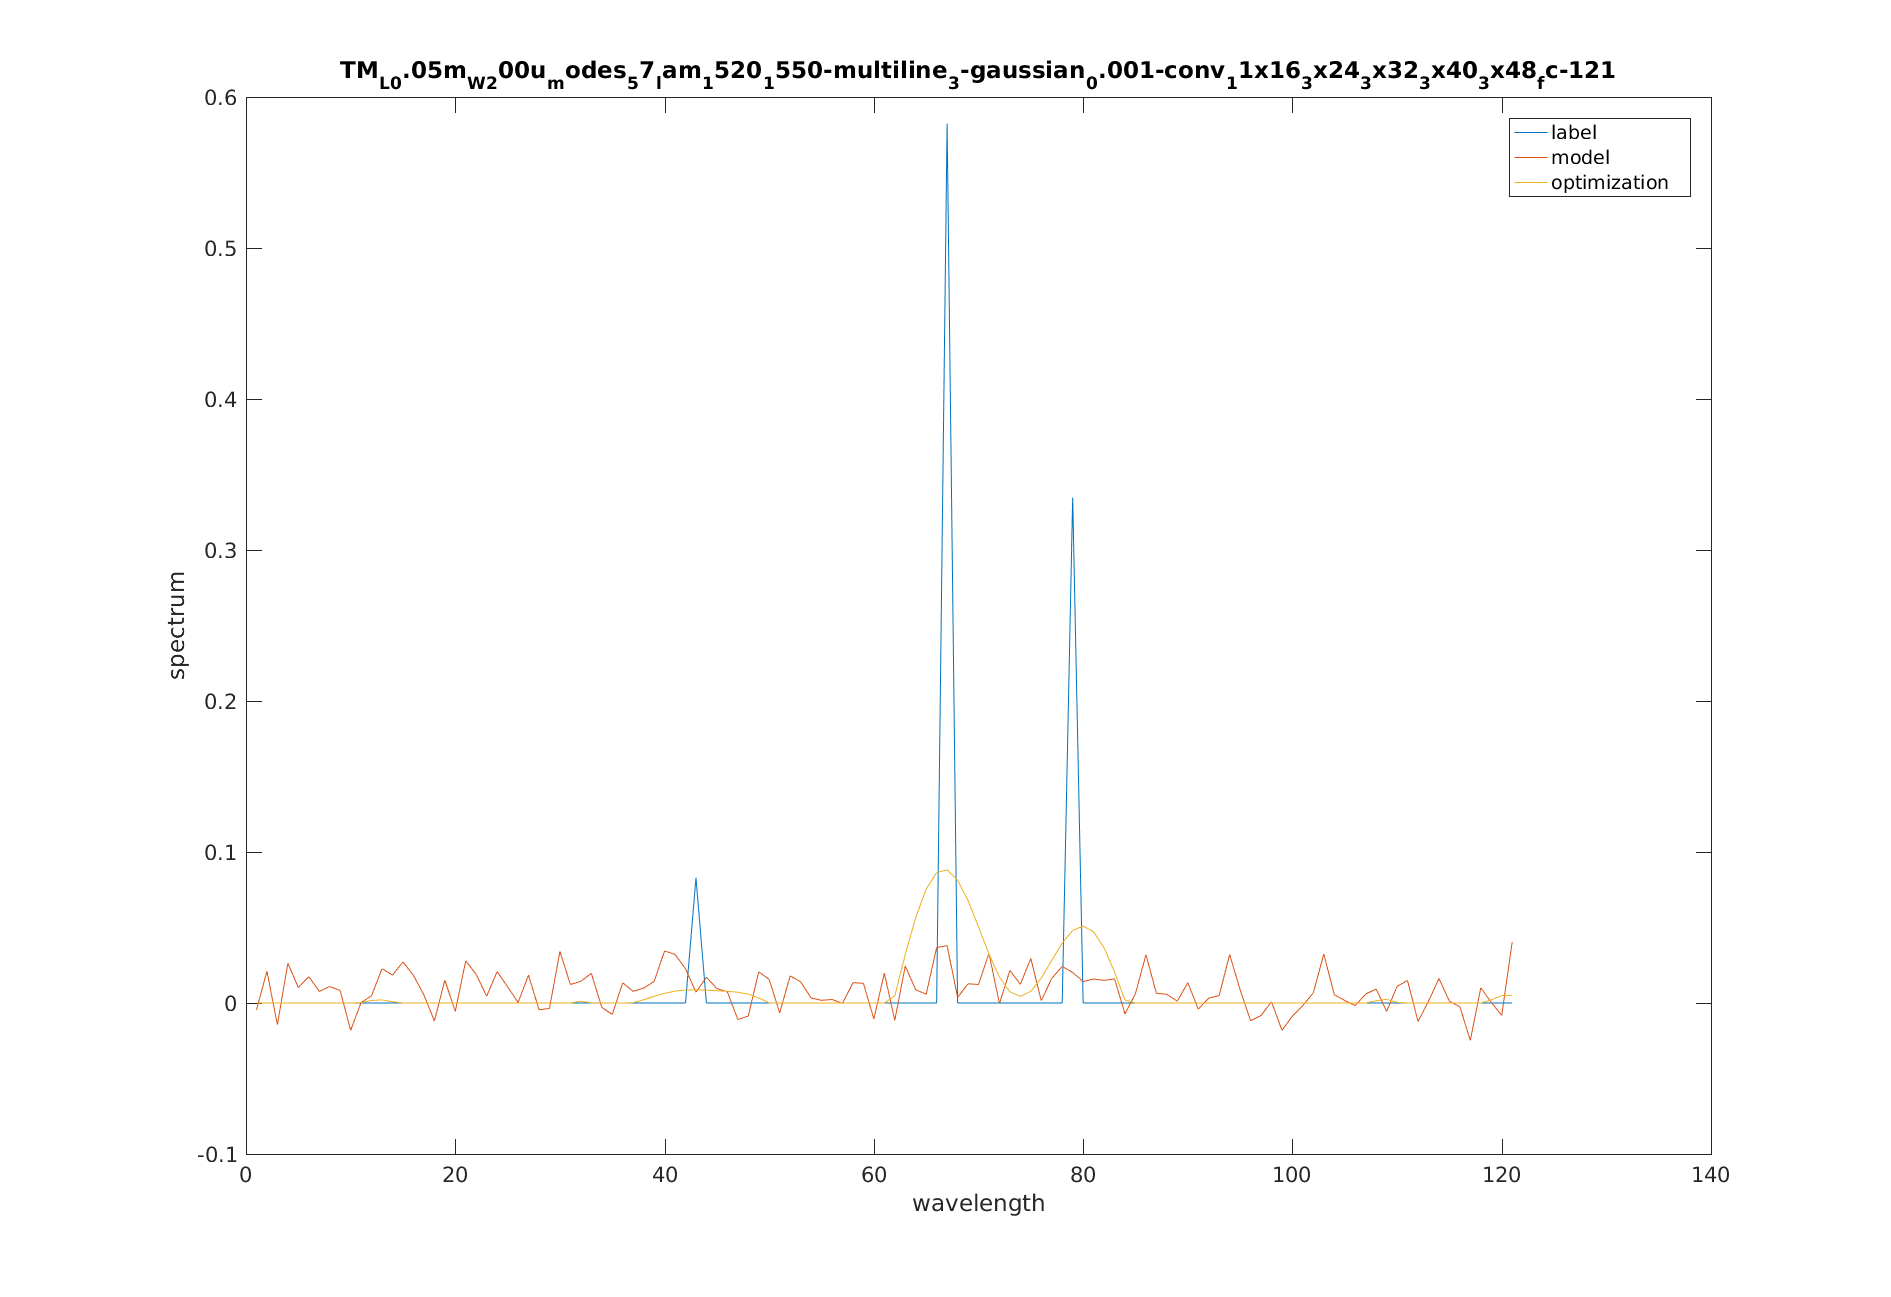 TM_L0.05m_W200u_modes_57_lam_1520_1550-multiline_3-gaussian_0.001-conv_11x16_3x24_3x32_3x40_3x48_fc-121
0.6
label
model
optimization
0.5
0.4
0.3
spectrum
0.2
0.1
0
-0.1
0 20 40 60 80 100 120 140
wavelength